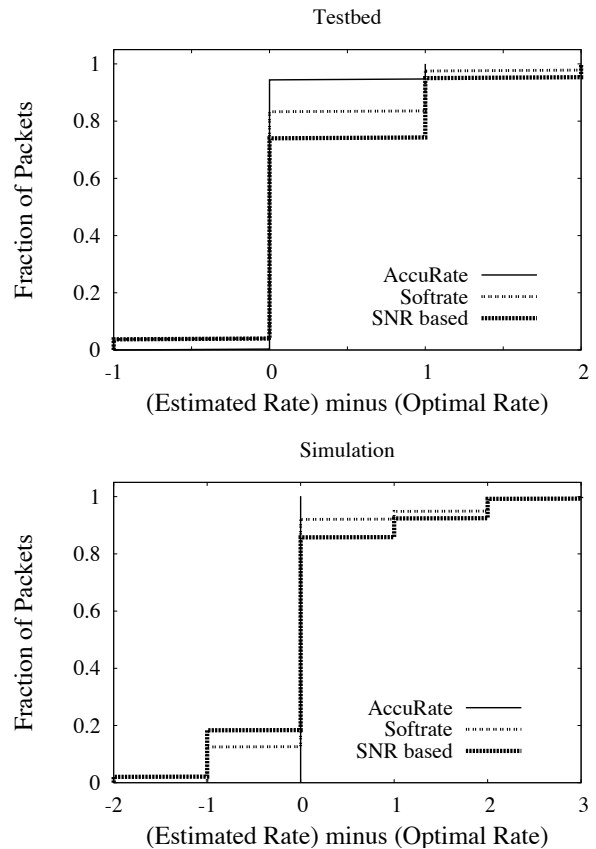 Testbed
1
0.8
0.6
0.4
0.2
0
Fraction of Packets
AccuRate
Softrate
SNR based
-1 0 1 2
(Estimated Rate) minus (Optimal Rate)
Simulation
1
0.8
0.6
0.4
0.2
0
Fraction of Packets
AccuRate
Softrate
SNR based
-2 -1 0 1 2 3
(Estimated Rate) minus (Optimal Rate)